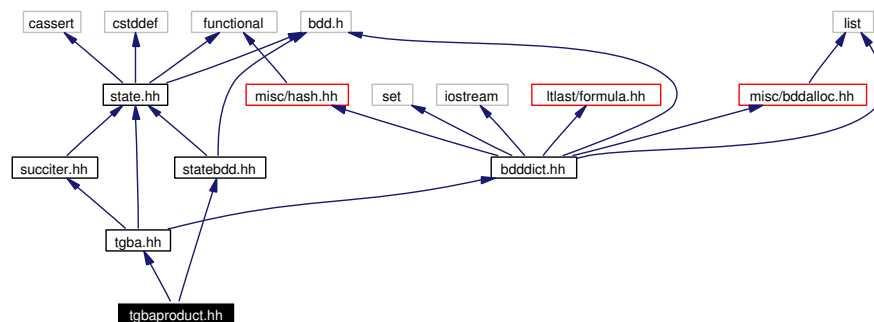 cassert
cstddef
functional
bdd.h
list
state.hh
misc/hash.hh
set
iostream
ltlast/formula.hh
misc/bddalloc.hh
succiter.hh
statebdd.hh
bdddict.hh
tgba.hh
tgbaproduct.hh